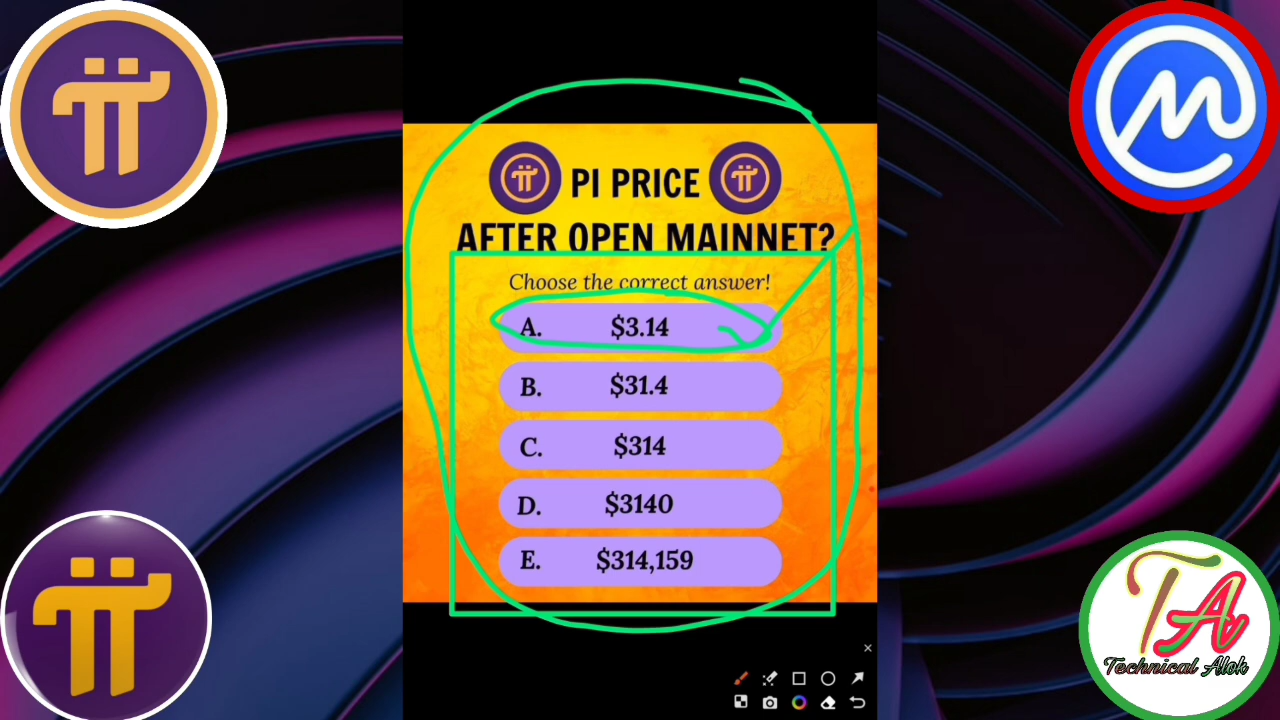 PI PRICE
AFTER OPEN MAINNET?
Choose the correct answer!
A. $3.14
B. $31.4
C. $314
D. $3140
E. $314,159
TA
Technical Alok